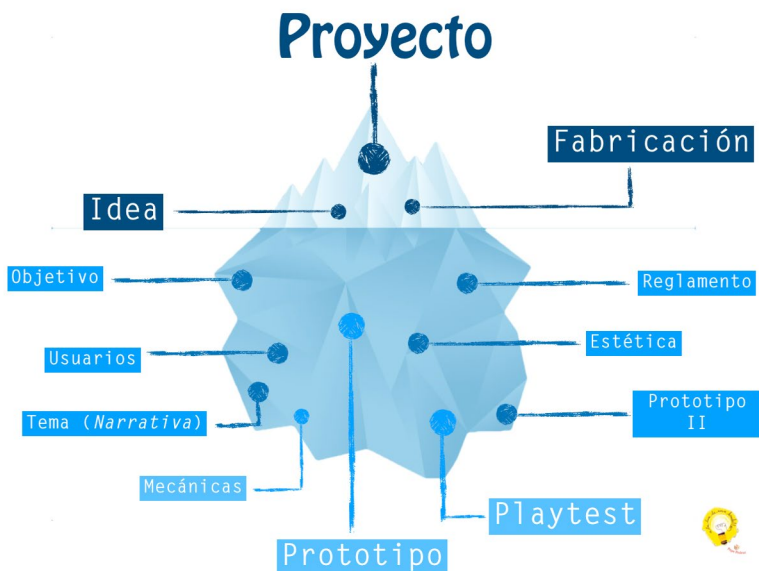 Proyecto
Fabricación
Idea
Objetivo
Reglamento
Estética
Usuarios
Prototipo
II
Tema (Narrativa)
Mecánicas
Playtest
Prototipo